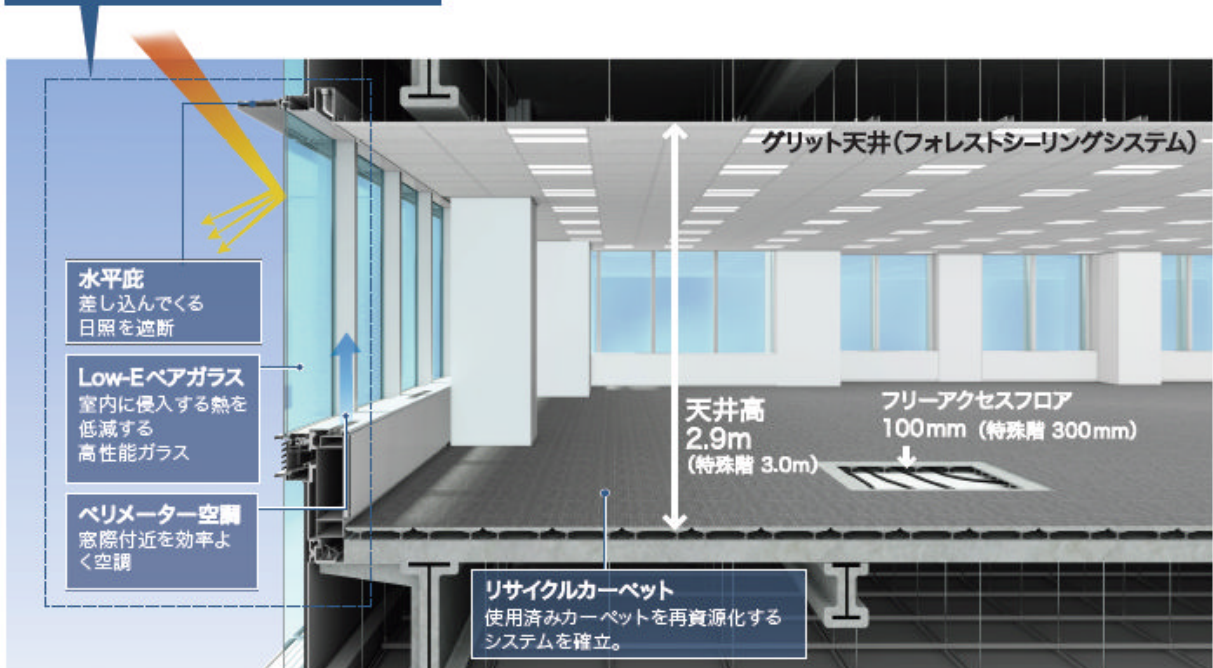 グリット天井(フォレストシーリングシステム)
水平庇
差し込んでくる
日照を遮断
Low-Eペアガラス
室内に侵入する熱を
低減する
高性能ガラス
ペリメーター空調
窓際付近を効率よ
く空調
天井高
2.9m
(特殊階 3.0m)
フリーアクセスフロア
100mm (特殊階 300mm)
リサイクルカーペット
使用済みカーペットを再資源化する
システムを確立。